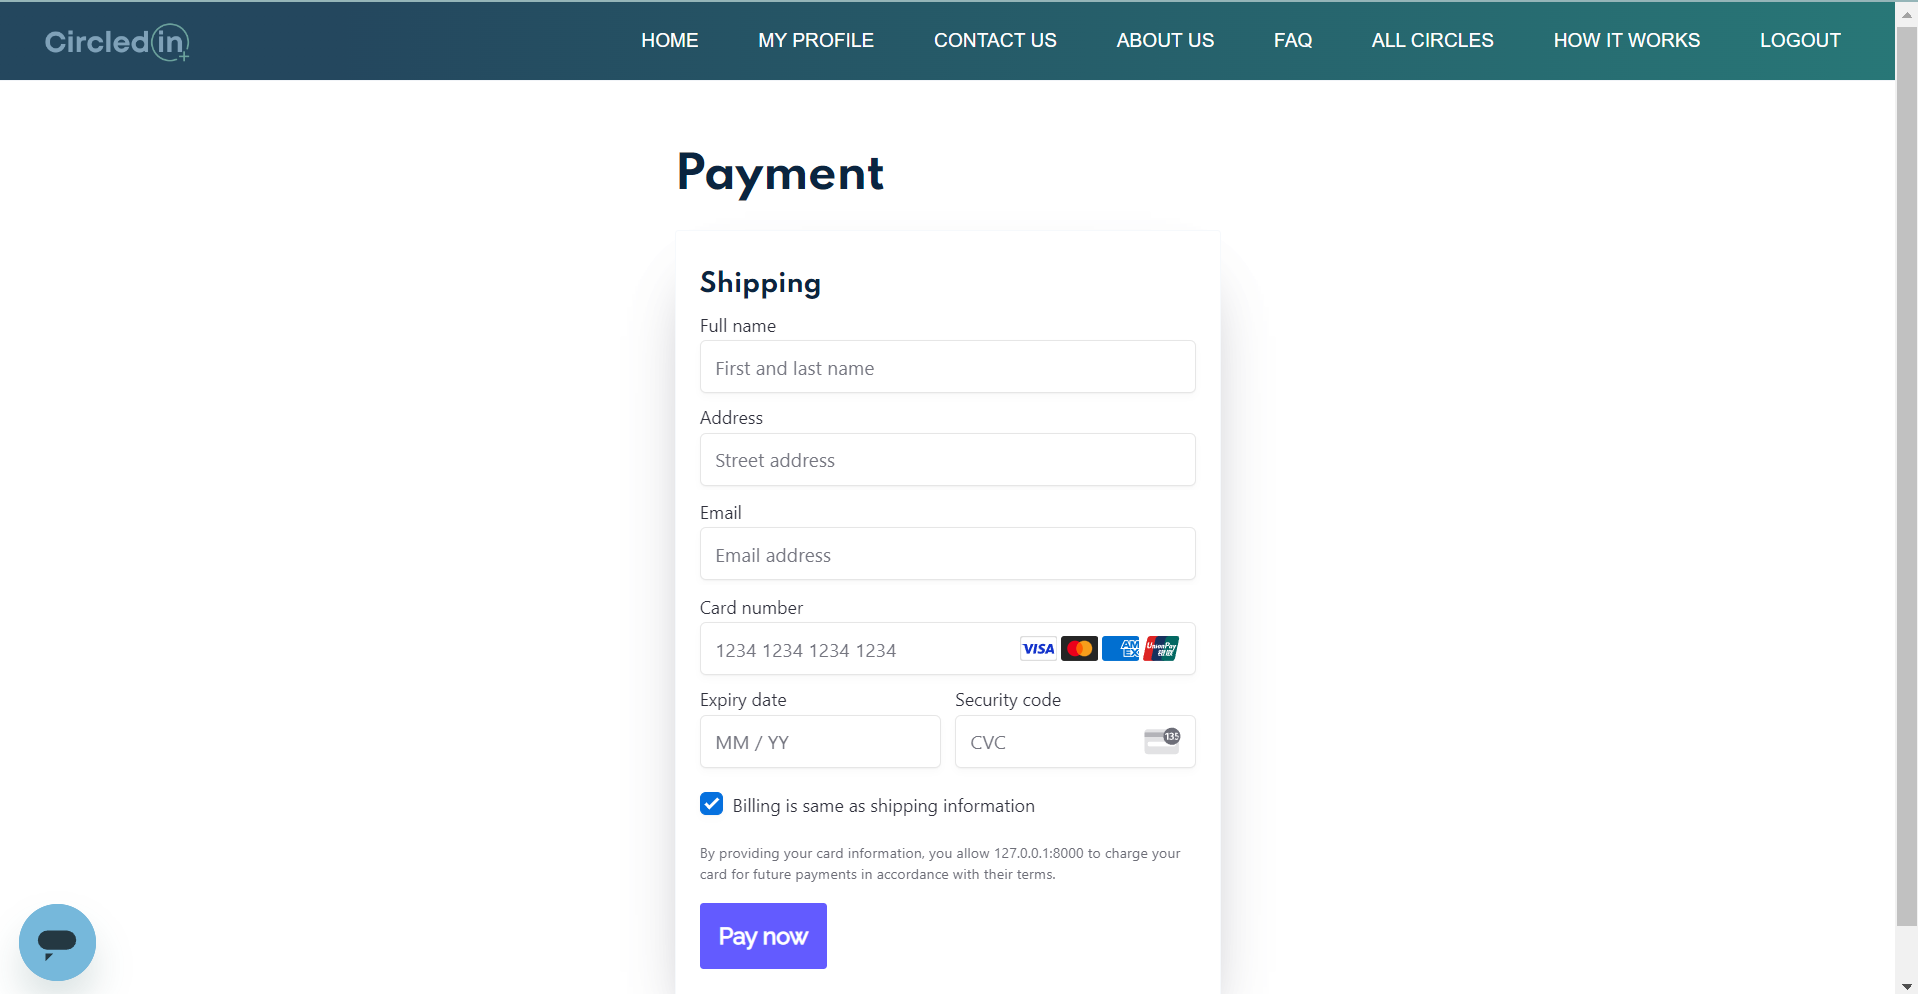 Circled in
HOME MY PROFILE CONTACT US ABOUT US FAQ ALL CIRCLES HOW IT WORKS LOGOUT
Payment
Shipping
Full name
First and last name
Address
Street address
Email
Email address
Card number
1234 1234 1234 1234 VISA AMEX UnionPay 银联
Expiry date Security code
MM / YY CVC 135
Billing is same as shipping information
By providing your card information, you allow 127.0.0.1:8000 to charge your
card for future payments in accordance with their terms.
Pay now